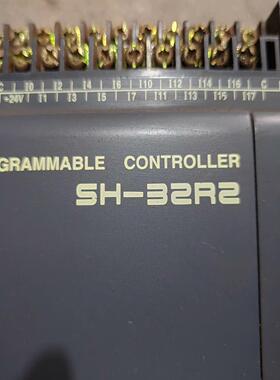 C I0 I2 I4 I6 I10 I12 I14 I16 C
+24V I1 I3 I5 I7 I11 I13 I15 I17
GRAMMABLE CONTROLLER
SH-32R2